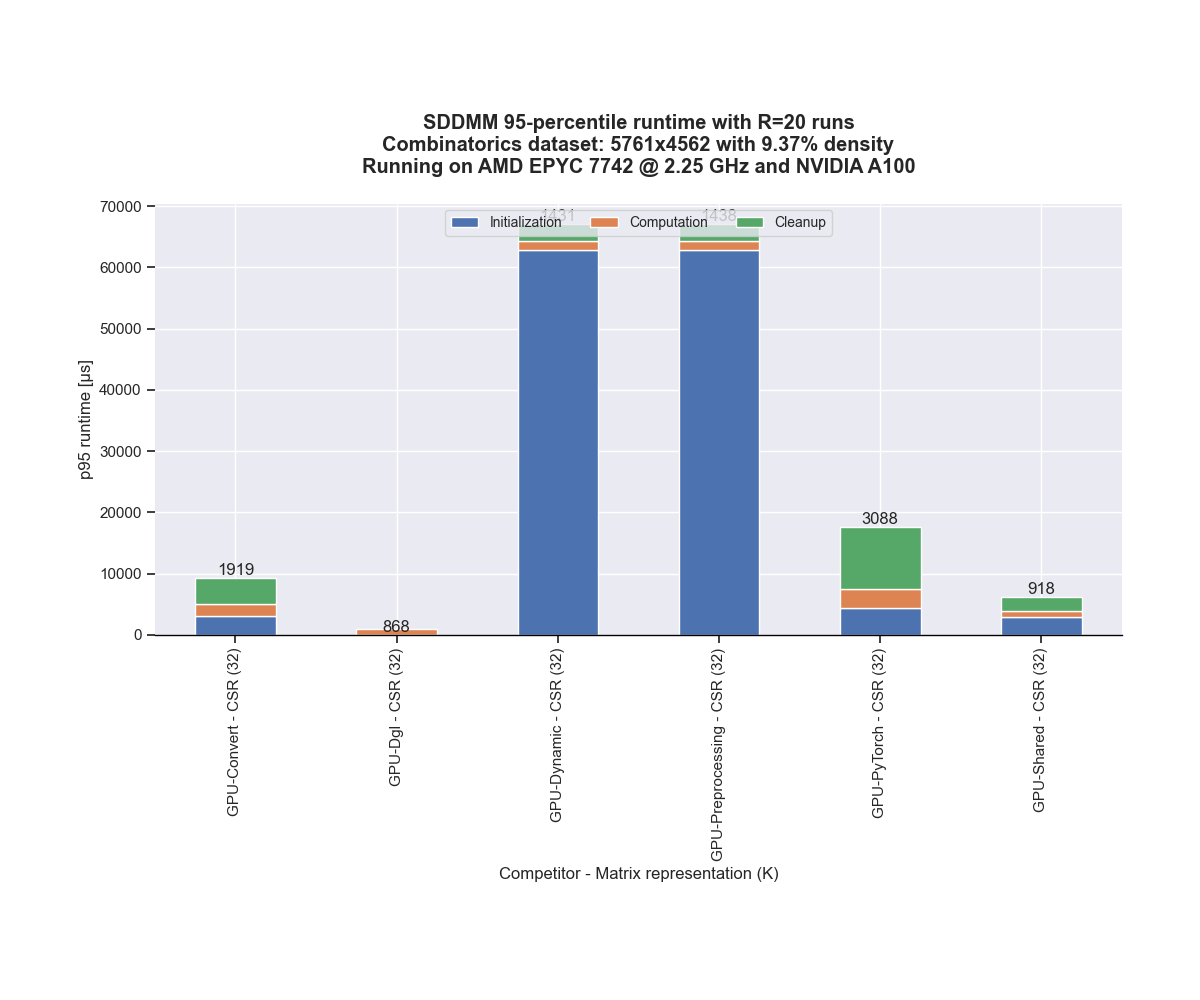 SDDMM 95-percentile runtime with R=20 runs
Combinatorics dataset: 5761x4562 with 9.37% density
Running on AMD EPYC 7742 @ 2.25 GHz and NVIDIA A100
Initialization Computation Cleanup
1431 1438
p95 runtime [μs]
70000
60000
50000
40000
30000
20000
10000
0
1919
868
3088
918
GPU-Convert - CSR (32)
GPU-Dgl - CSR (32)
GPU-Dynamic - CSR (32)
GPU-Preprocessing - CSR (32)
GPU-PyTorch - CSR (32)
GPU-Shared - CSR (32)
Competitor - Matrix representation (K)